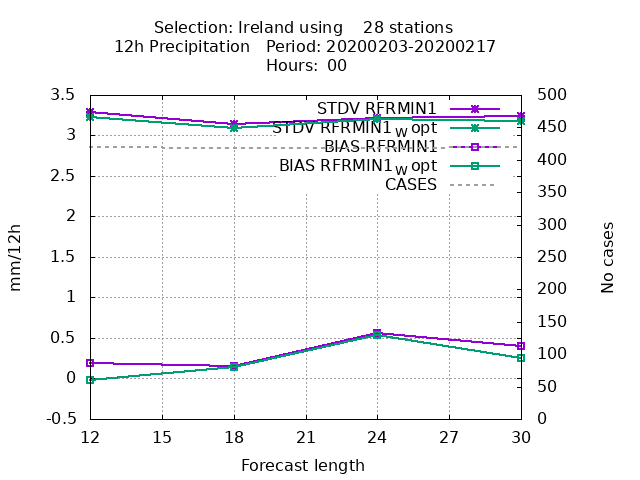 Selection: Ireland using    28 stations
12h Precipitation   Period: 20200203-20200217
Hours:  00
3.5
3
2.5
2
1.5
1
0.5
0
-0.5
mm/12h
STDV RFRMIN1
STDV RFRMIN1w opt
BIAS RFRMIN1
BIAS RFRMIN1w opt
CASES
500
450
400
350
300
250
200
150
100
50
0
No cases
12 15 18 21 24 27 30
Forecast length